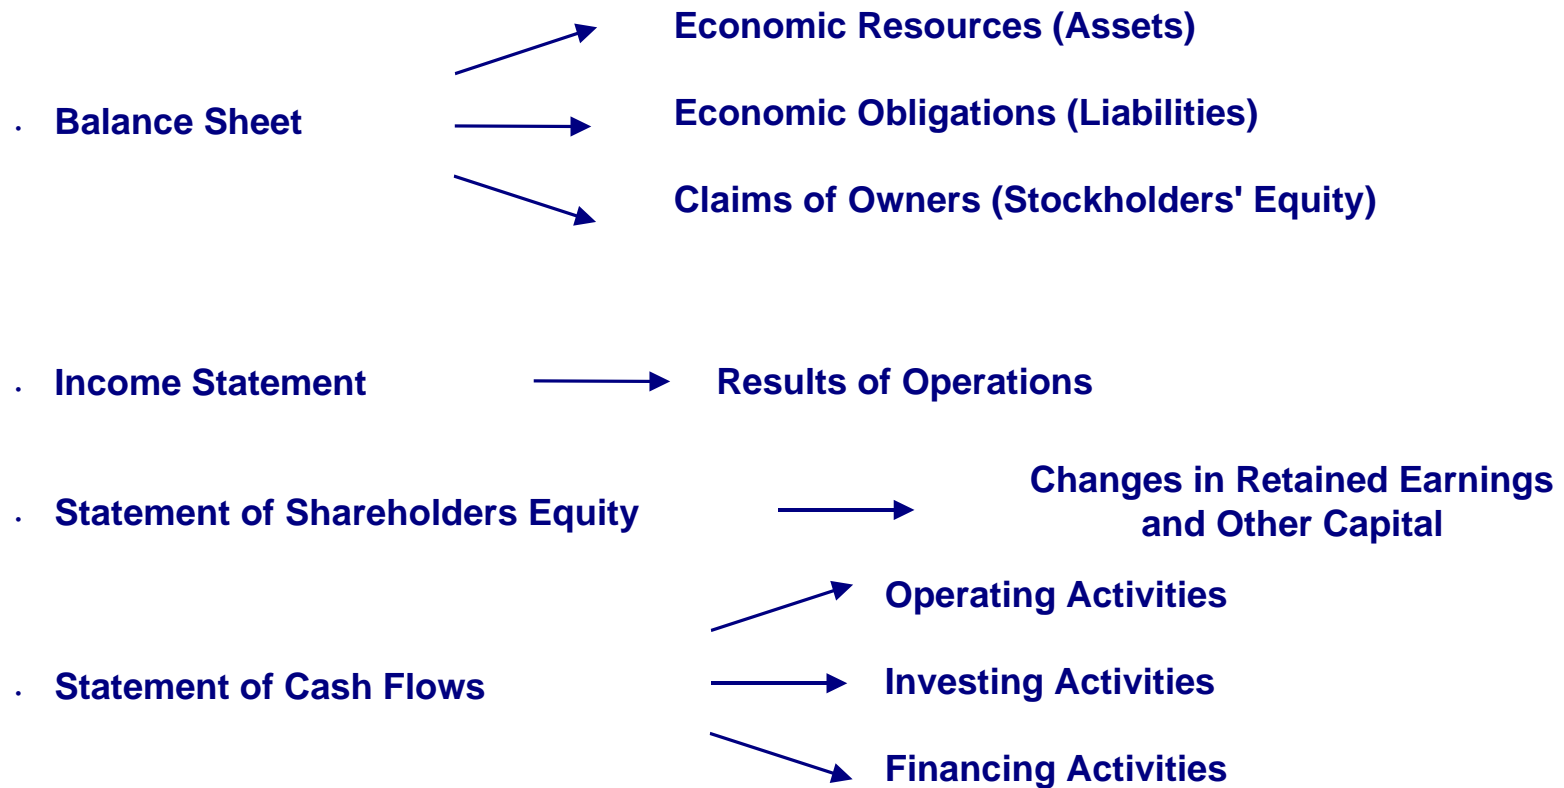 Economic Resources (Assets)
· Balance Sheet
Economic Obligations (Liabilities)
Claims of Owners (Stockholders' Equity)
· Income Statement
Results of Operations
· Statement of Shareholders Equity
Changes in Retained Earnings
and Other Capital
· Statement of Cash Flows
Operating Activities
Investing Activities
Financing Activities